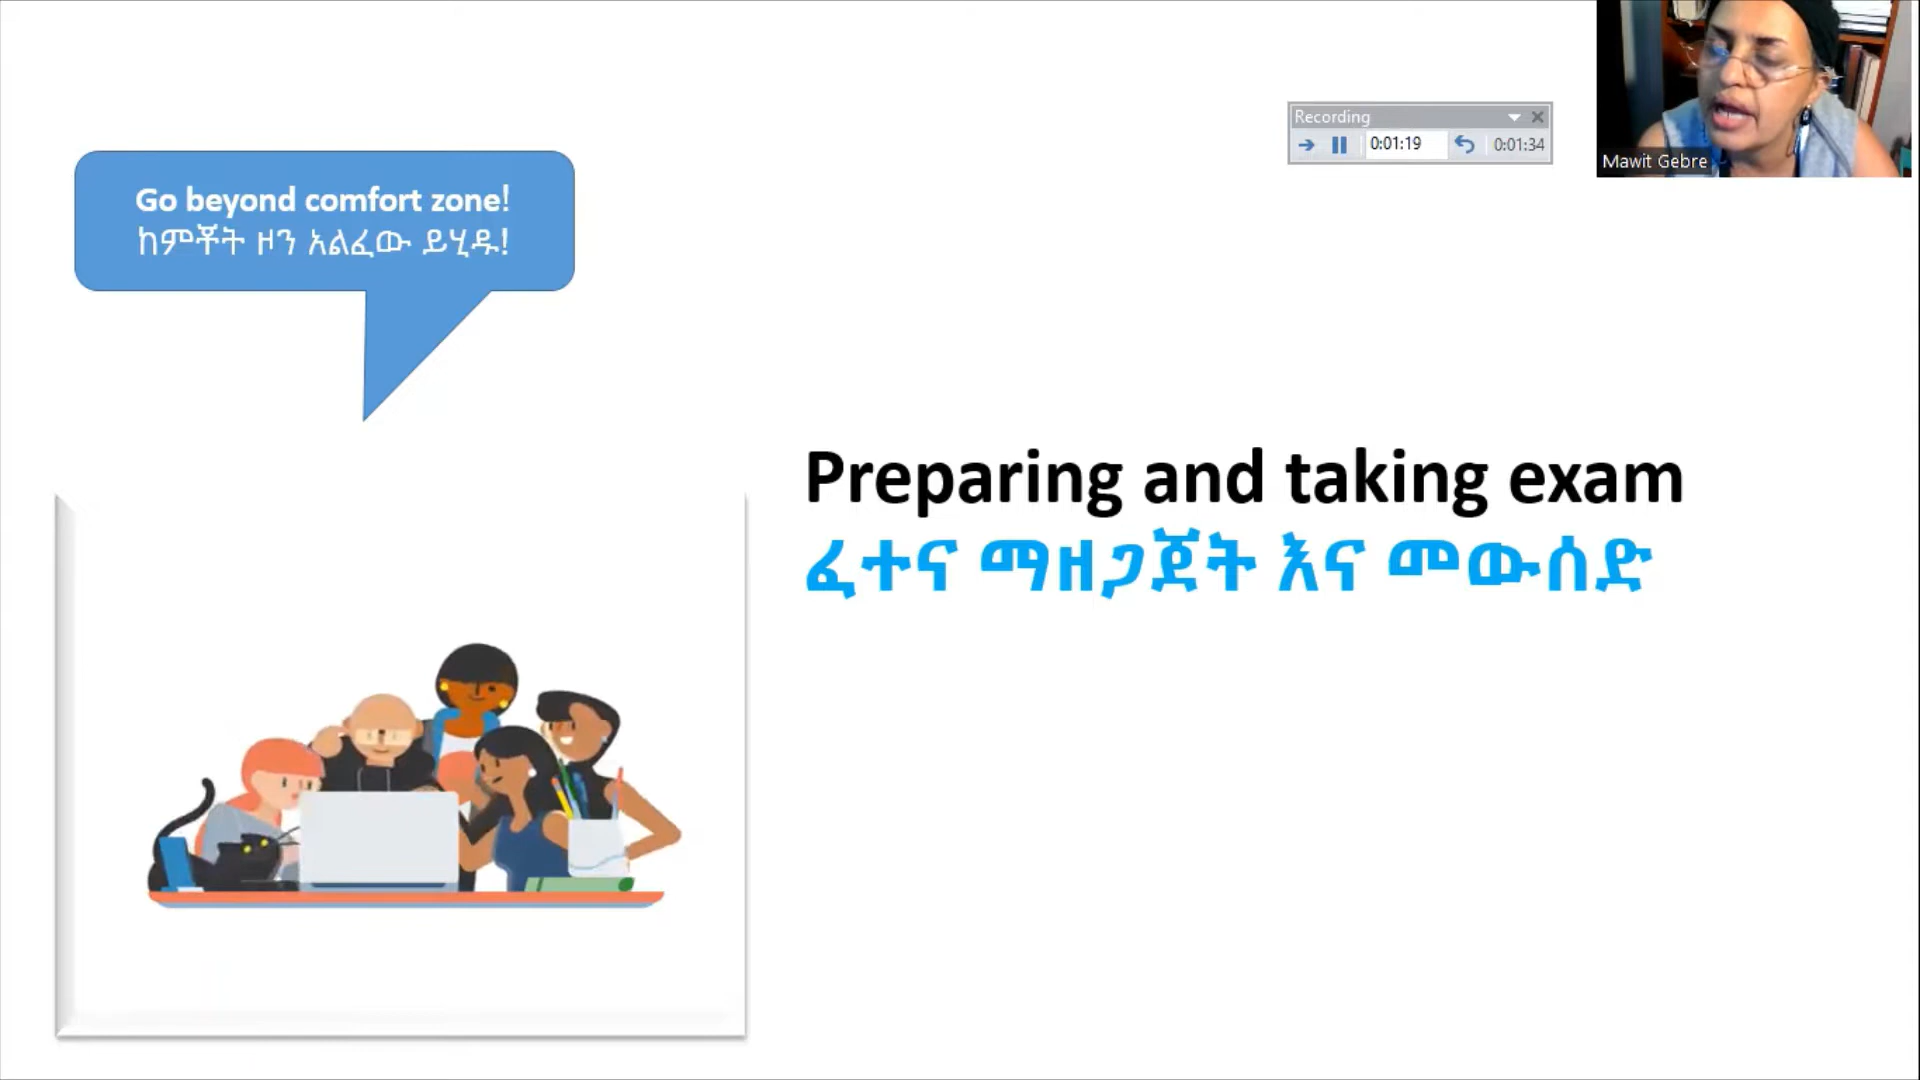 Go beyond comfort zone!
ከምቾት ዞን አልፈው ይሂዱ!
Recording
0:01:19
0:01:34
Mawit Gebre
Preparing and taking exam
ፈተና ማዘጋጀት እና መውሰድ